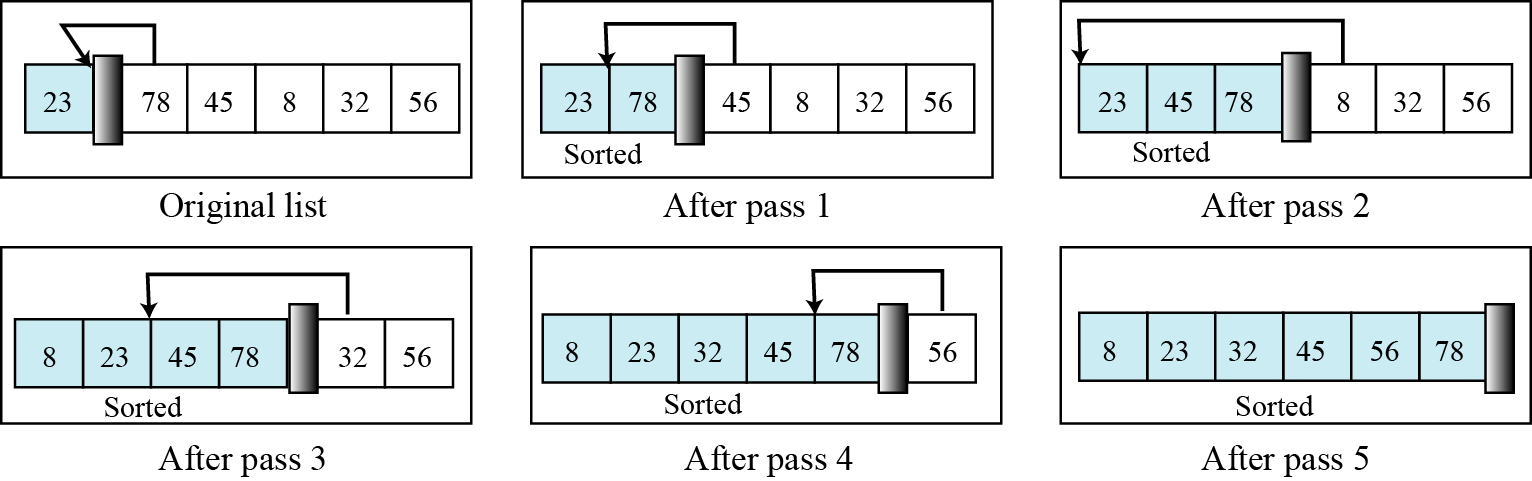 23 78 45 8 32 56
Original list
23 78 45 8 32 56
Sorted
After pass 1
23 45 78 8 32 56
Sorted
After pass 2
8 23 45 78 32 56
Sorted
After pass 3
8 23 32 45 78 56
Sorted
After pass 4
8 23 32 45 56 78
Sorted
After pass 5